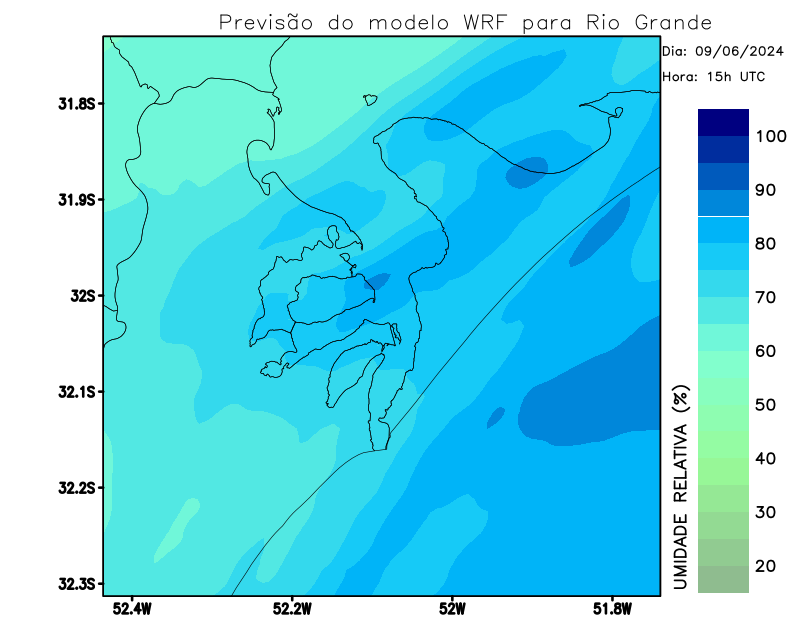 Previsão do modelo WRF para Rio Grande
Dia: 09/06/2024
Hora: 15h UTC
31.8S
31.9S
32S
32.1S
32.2S
32.3S
52.4W
52.2W
52W
51.8W
100
90
80
70
60
50
40
30
20
UMIDADE RELATIVA (%)